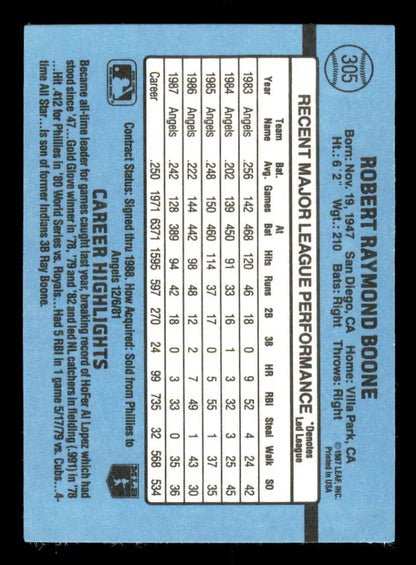 305
ROBERT RAYMOND BOONE
©1987 LEAF, INC.
Printed in USA
Born: Nov. 19, 1947 San Diego, CA Home: Villa Park, CA
Ht.: 6' 2" Wgt.: 210 Bats: Right Throws: Right
RECENT MAJOR LEAGUE PERFORMANCE
*Denotes
Led League
Year Team Name Bat. Avg. Games At Bat Hits Runs 2B 3B HR RBI Steal Walk SO
1983 Angels .256 142 468 120 46 18 0 9 52 4 24 42
1984 Angels .202 139 450 91 33 16 1 3 32 3 25 45
1985 Angels .248 150 460 114 37 17 0 5 55 1 37 35
1986 Angels .222 144 442 98 48 12 2 7 49 1 43 30
1987 Angels .242 128 389 94 42 18 0 3 33 0 35 36
Career .250 1971 6371 1595 597 270 24 99 735 32 568 534
Contract Status: Signed thru 1988. How Acquired: Sold from Phillies to
Angels 12/6/81
CAREER HIGHLIGHTS
Became all-time leader for games caught last year, breaking record of HoFer Al Lopez which had
stood since '47...Gold Glove winner in '78, '79 and '82 and led NL catchers in fielding (.991) in '78
...Hit .412 for Phillies in '80 World Series vs. Royals...Had 5 RBI in 1 game 5/17/79 vs. Cubs...4-
time All Star...Is son of former Indians 3B Ray Boone.